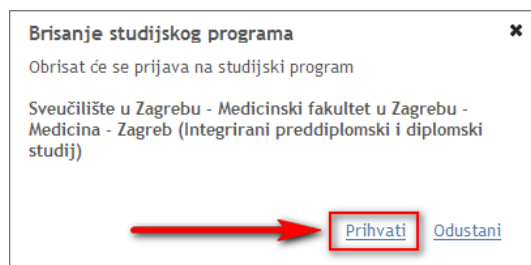 Brisanje studijskog programa
Obrisat će se prijava na studijski program
Sveučilište u Zagrebu - Medicinski fakultet u Zagrebu -
Medicina - Zagreb (Integrirani preddiplomski i diplomski
studij)
Prihvati Odustani